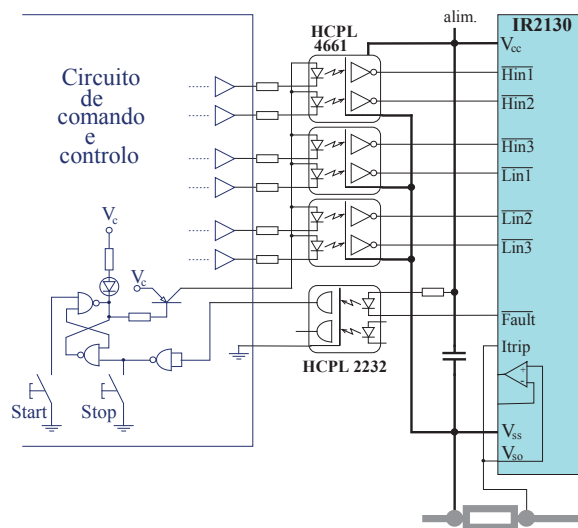 HCPL
4661
alim.
IR2130
Circuito
de
comando
e
controlo
Vcc
Hin1
Hin2
Hin3
Lin1
Lin2
Lin3
Vc
Vc
Fault
Itrip
HCPL 2232
Start
Stop
+
-
Vss
Vso